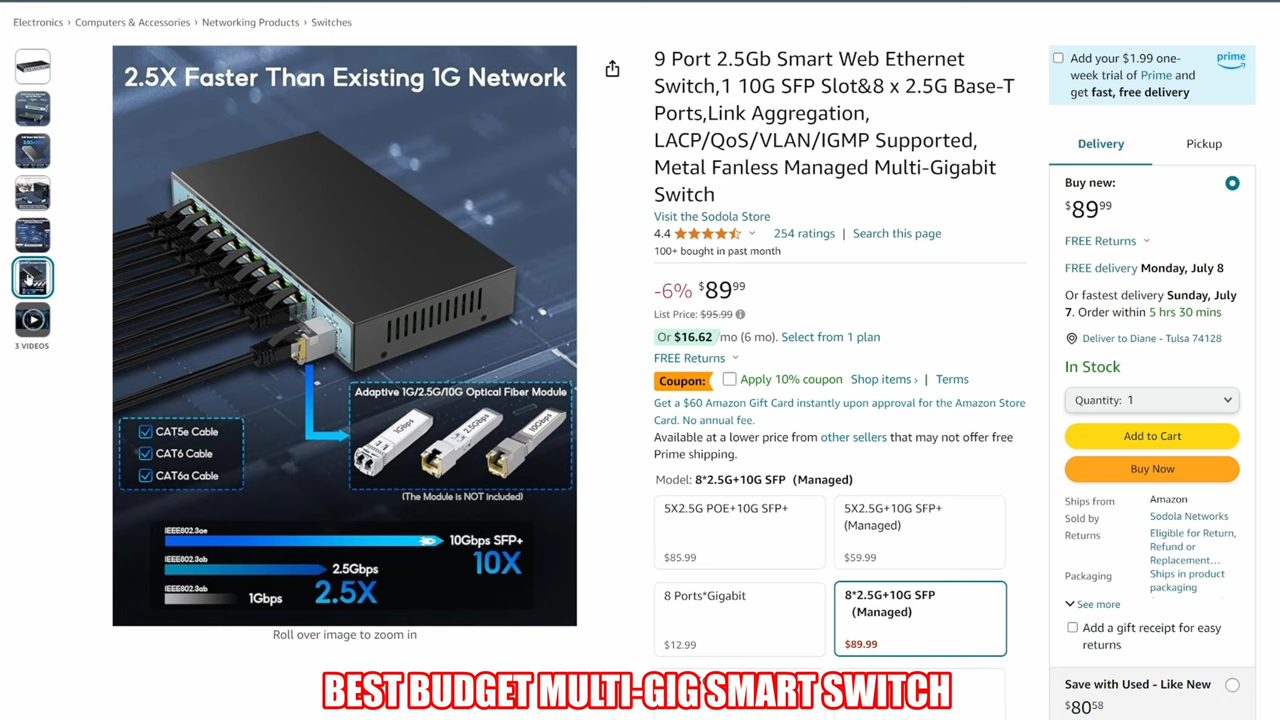 Electronics › Computers & Accessories › Networking Products › Switches
3 VIDEOS
2.5X Faster Than Existing 1G Network
Adaptive 1G/2.5G/10G Optical Fiber Module
1Gbps
2.5Gbps
10Gbps
(The Module is NOT included)
CAT5e Cable
CAT6 Cable
CAT6a Cable
IEEE802.3ae
10Gbps SFP+
10X
IEEE802.3ab
2.5Gbps
2.5X
IEEE802.3ab
1Gbps
Roll over image to zoom in
9 Port 2.5Gb Smart Web Ethernet
Switch,1 10G SFP Slot&8 x 2.5G Base-T
Ports,Link Aggregation,
LACP/QoS/VLAN/IGMP Supported,
Metal Fanless Managed Multi-Gigabit
Switch
Visit the Sodola Store
4.4 254 ratings | Search this page
100+ bought in past month
-6% $89 99
List Price: $95.99
Or $16.62 /mo (6 mo). Select from 1 plan
FREE Returns
Coupon: Apply 10% coupon Shop items › | Terms
Get a $60 Amazon Gift Card instantly upon approval for the Amazon Store
Card. No annual fee.
Available at a lower price from other sellers that may not offer free
Prime shipping.
Model: 8*2.5G+10G SFP (Managed)
5X2.5G POE+10G SFP+
$85.99
5X2.5G+10G SFP+
(Managed)
$59.99
8 Ports*Gigabit
$12.99
8*2.5G+10G SFP
(Managed)
$89.99
Add your $1.99 one-
week trial of Prime and
get fast, free delivery
prime
Delivery Pickup
Buy new:
$89 99
FREE Returns
FREE delivery Monday, July 8
Or fastest delivery Sunday, July
7. Order within 5 hrs 30 mins
Deliver to Diane - Tulsa 74128
In Stock
Quantity: 1
Add to Cart
Buy Now
Ships from Amazon
Sold by Sodola Networks
Returns Eligible for Return,
Refund or
Replacement…
Packaging Ships in product
packaging
See more
Add a gift receipt for easy
returns
Save with Used - Like New
$80 58
BEST BUDGET MULTI-GIG SMART SWITCH